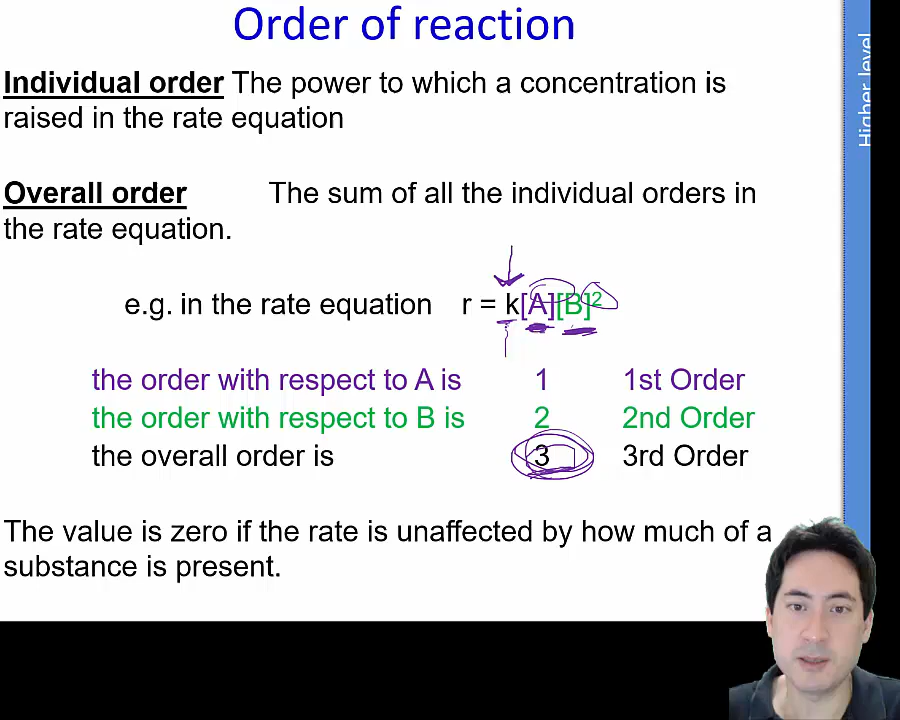 Order of reaction
Higher level
Individual order The power to which a concentration is
raised in the rate equation
Overall order The sum of all the individual orders in
the rate equation.
e.g. in the rate equation r = k[A][B]²
the order with respect to A is 1 1st Order
the order with respect to B is 2 2nd Order
the overall order is 3 3rd Order
The value is zero if the rate is unaffected by how much of a
substance is present.